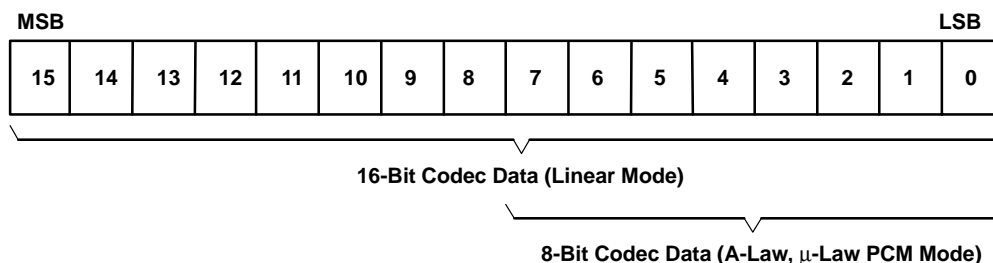 MSB LSB
15 14 13 12 11 10 9 8 7 6 5 4 3 2 1 0
16-Bit Codec Data (Linear Mode)
8-Bit Codec Data (A-Law, μ-Law PCM Mode)